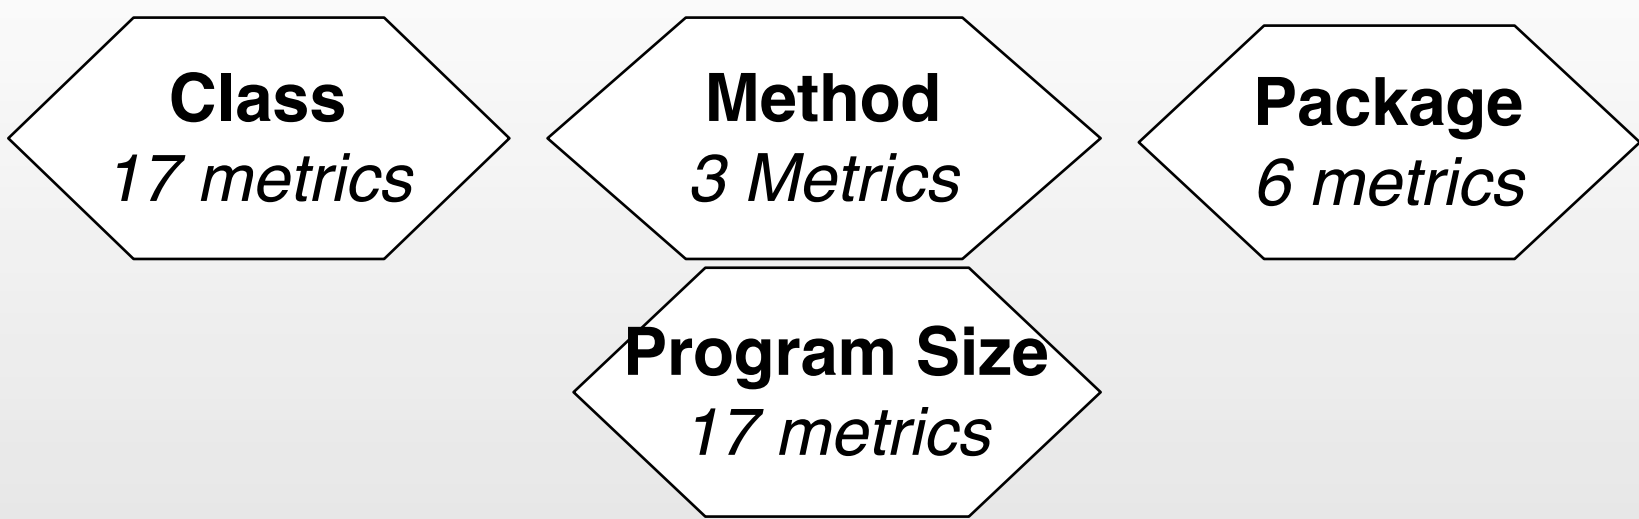 Class
17 metrics
Method
3 Metrics
Package
6 metrics
Program Size
17 metrics